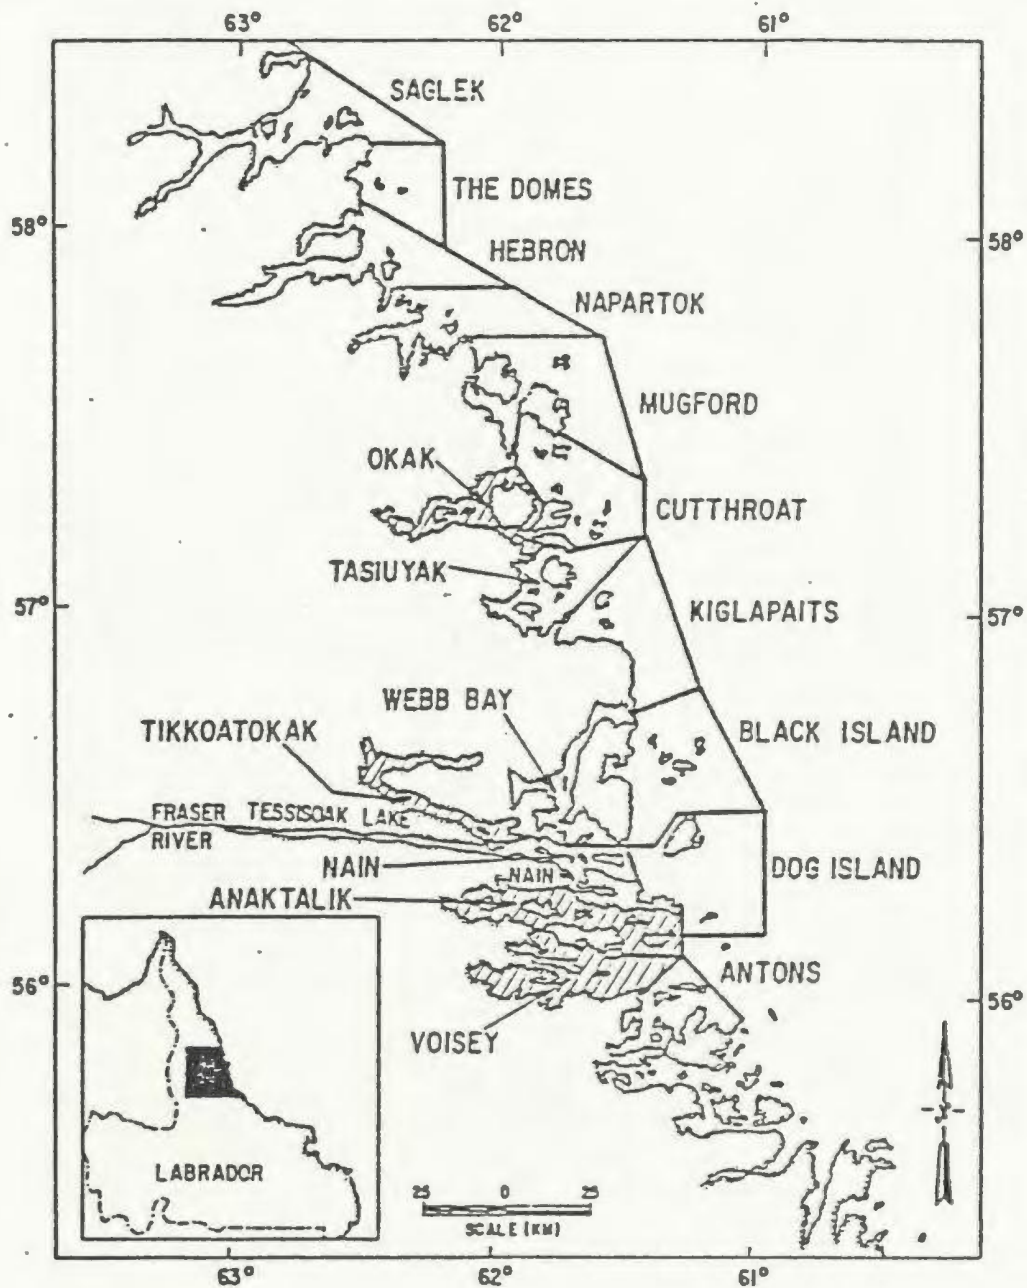 63° 62° 61°
SAGLEK
THE DOMES
58° 58°
HEBRON
NAPARTOK
MUGFORD
OKAK
CUTTHROAT
TASIUYAK
57° 57°
KIGLAPAITS
WEBB BAY
TIKKOATOKAK
BLACK ISLAND
FRASER TESSISOAK LAKE
RIVER
NAIN
NAIN
DOG ISLAND
ANAKTALIK
ANTONS
56° 56°
VOISEY
LABRADOR
25 0 25
SCALE (KM)
63° 62° 61°